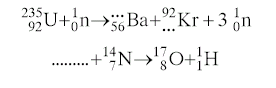 ²³⁵₉₂U+¹₀n→⋯₅₆Ba+⁹²...Kr+3 ¹₀n
.........+¹⁴₇N→¹⁷₈O+¹₁H